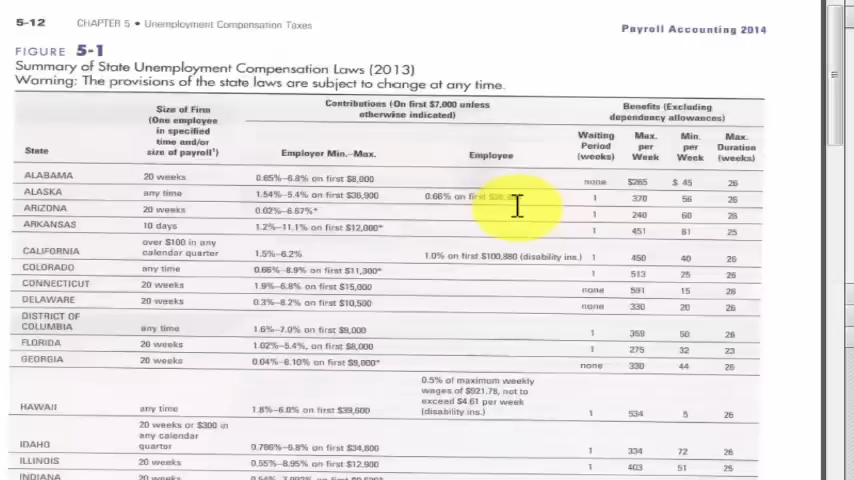 5-12 CHAPTER 5 • Unemployment Compensation Taxes Payroll Accounting 2014
FIGURE 5-1
Summary of State Unemployment Compensation Laws (2013)
Warning: The provisions of the state laws are subject to change at any time.
Size of Firm (One employee in specified time and/or size of payroll¹) Contributions (On first $7,000 unless otherwise indicated) Benefits (Excluding dependency allowances)
State Employer Min.–Max. Employee Waiting Period (weeks) Max. per Week Min. per Week Max. Duration (weeks)
ALABAMA 20 weeks 0.65%–6.8% on first $8,000 none $265 $ 45 26
ALASKA any time 1.54%–5.4% on $36,900 0.66% on 1 370 56 26
ARIZONA 20 weeks 0.02%–6.67%* 1 240 60 26
ARKANSAS 10 days 1.2%–11.1% on first $12,000* 1 451 81 25
CALIFORNIA over $100 in any calendar quarter 1.5%–6.2% 1.0% on first $100,880 (disability ins.) 1 450 40 26
COLORADO any time 0.66%–8.9% on first $11,300* 1 513 25 26
CONNECTICUT 20 weeks 1.9%–6.8% on first $15,000 none 591 15 26
DELAWARE 20 weeks 0.3%–8.2% on first $10,500 none 330 20 26
DISTRICT OF COLUMBIA any time 1.6%–7.0% on first $9,000 1 359 50 26
FLORIDA 20 weeks 1.02%–5.4%, on first $8,000 1 275 32 23
GEORGIA 20 weeks 0.04%–8.10% on first $9,000* none 330 44 26
HAWAII any time 1.8%–6.0% on first $39,600 0.5% of maximum weekly wages of $921.78, not to exceed $4.61 per week (disability ins.) 1 534 5 26
IDAHO 20 weeks or $300 in any calendar quarter 0.786%–6.8% on first $34,800 1 334 72 26
ILLINOIS 20 weeks 0.55%–8.95% on first $12,900 1 403 51 25
INDIANA 20 weeks